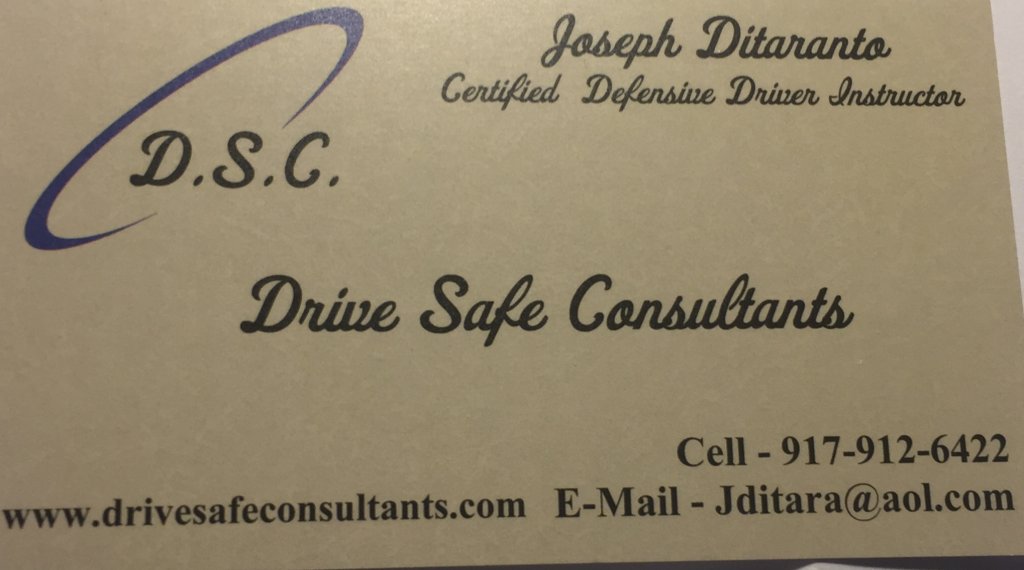 Joseph Ditaranto
Certified Defensive Driver Instructor
D.S.C.
Drive Safe Consultants
Cell - 917-912-6422
www.drivesafeconsultants.com E-Mail - Jditara@aol.com